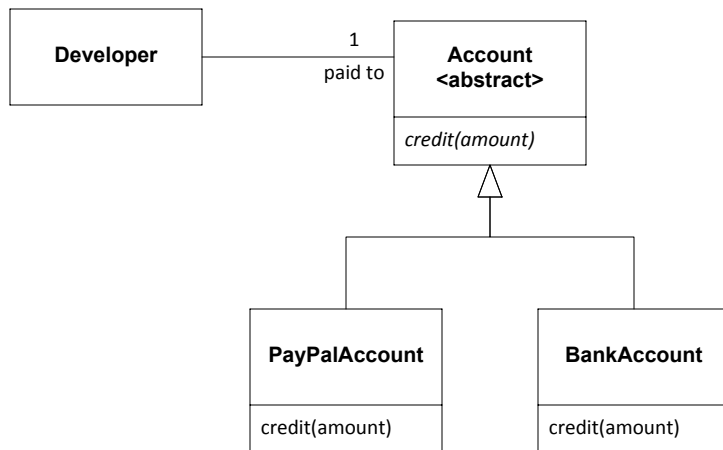 Developer
1
paid to
Account
<abstract>
credit(amount)
PayPalAccount
credit(amount)
BankAccount
credit(amount)